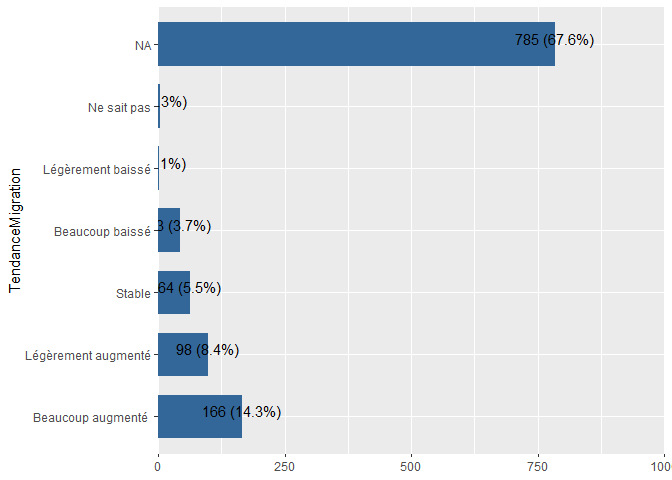 NA 785 (67.6%)
Ne sait pas 3%)
Légèrement baissé 1%)
Beaucoup baissé 3 (3.7%)
Stable 64 (5.5%)
Légèrement augmenté 98 (8.4%)
Beaucoup augmenté 166 (14.3%)
TendanceMigration
0 250 500 750 100